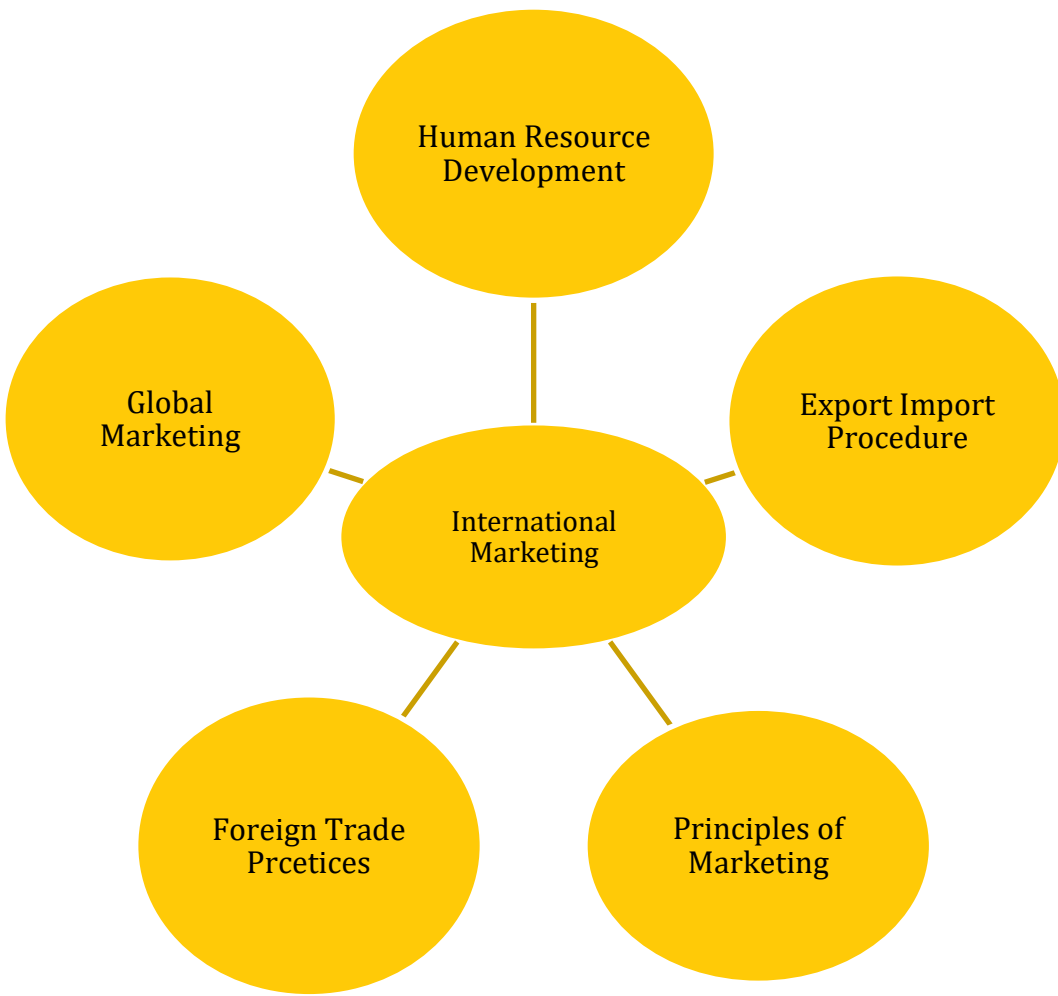 Human Resource
Development
Global
Marketing
Export Import
Procedure
International
Marketing
Foreign Trade
Prcetices
Principles of
Marketing